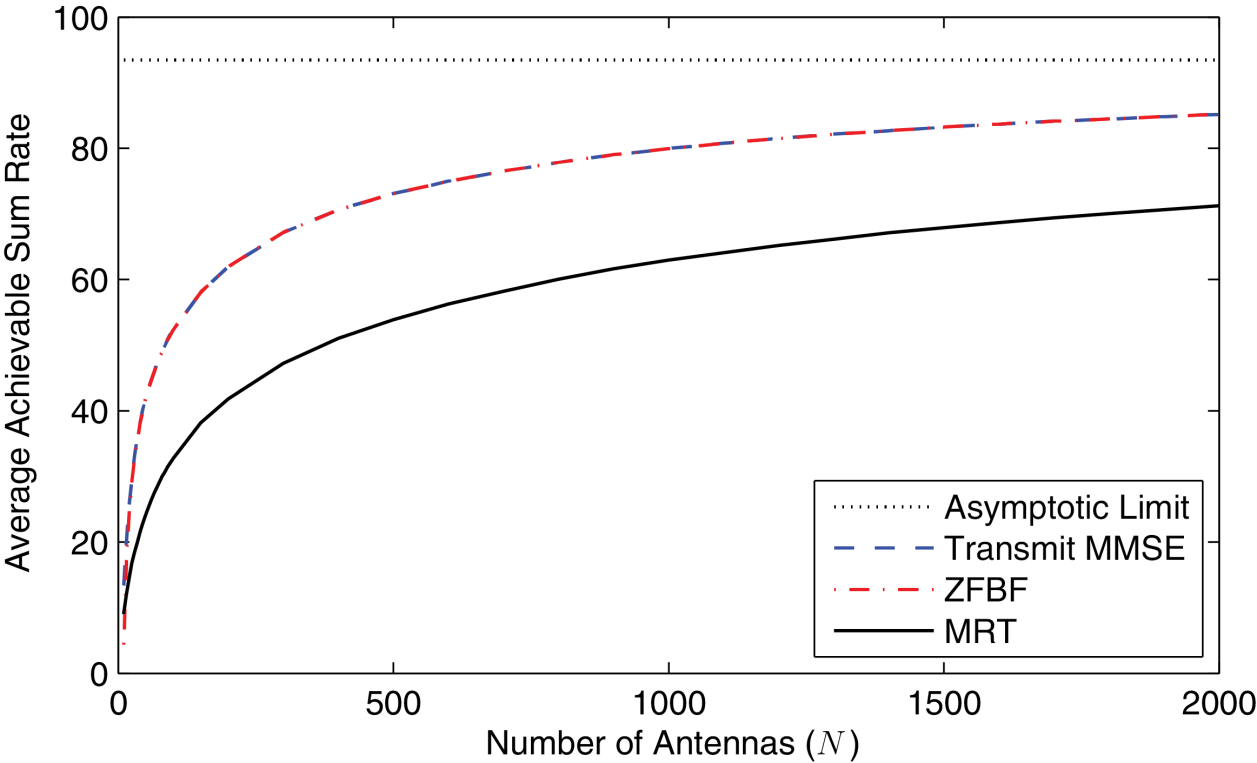 100
80
60
40
20
0
Average Achievable Sum Rate
Asymptotic Limit
Transmit MMSE
ZFBF
MRT
0 500 1000 1500 2000
Number of Antennas (N)